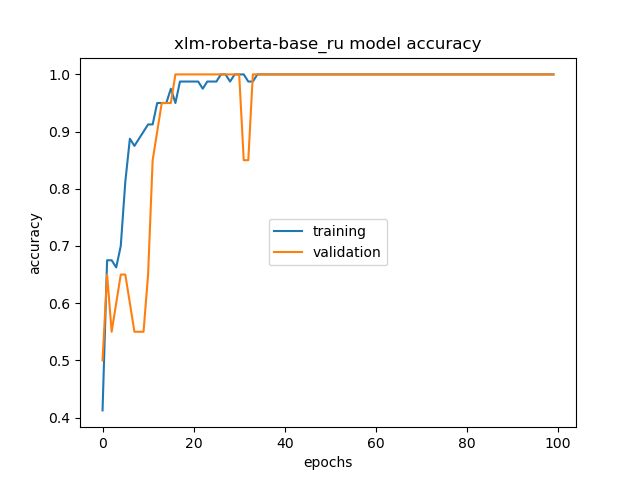 xlm-roberta-base_ru model accuracy
1.0
0.9
0.8
0.7
0.6
0.5
0.4
accuracy
training
validation
0 20 40 60 80 100
epochs